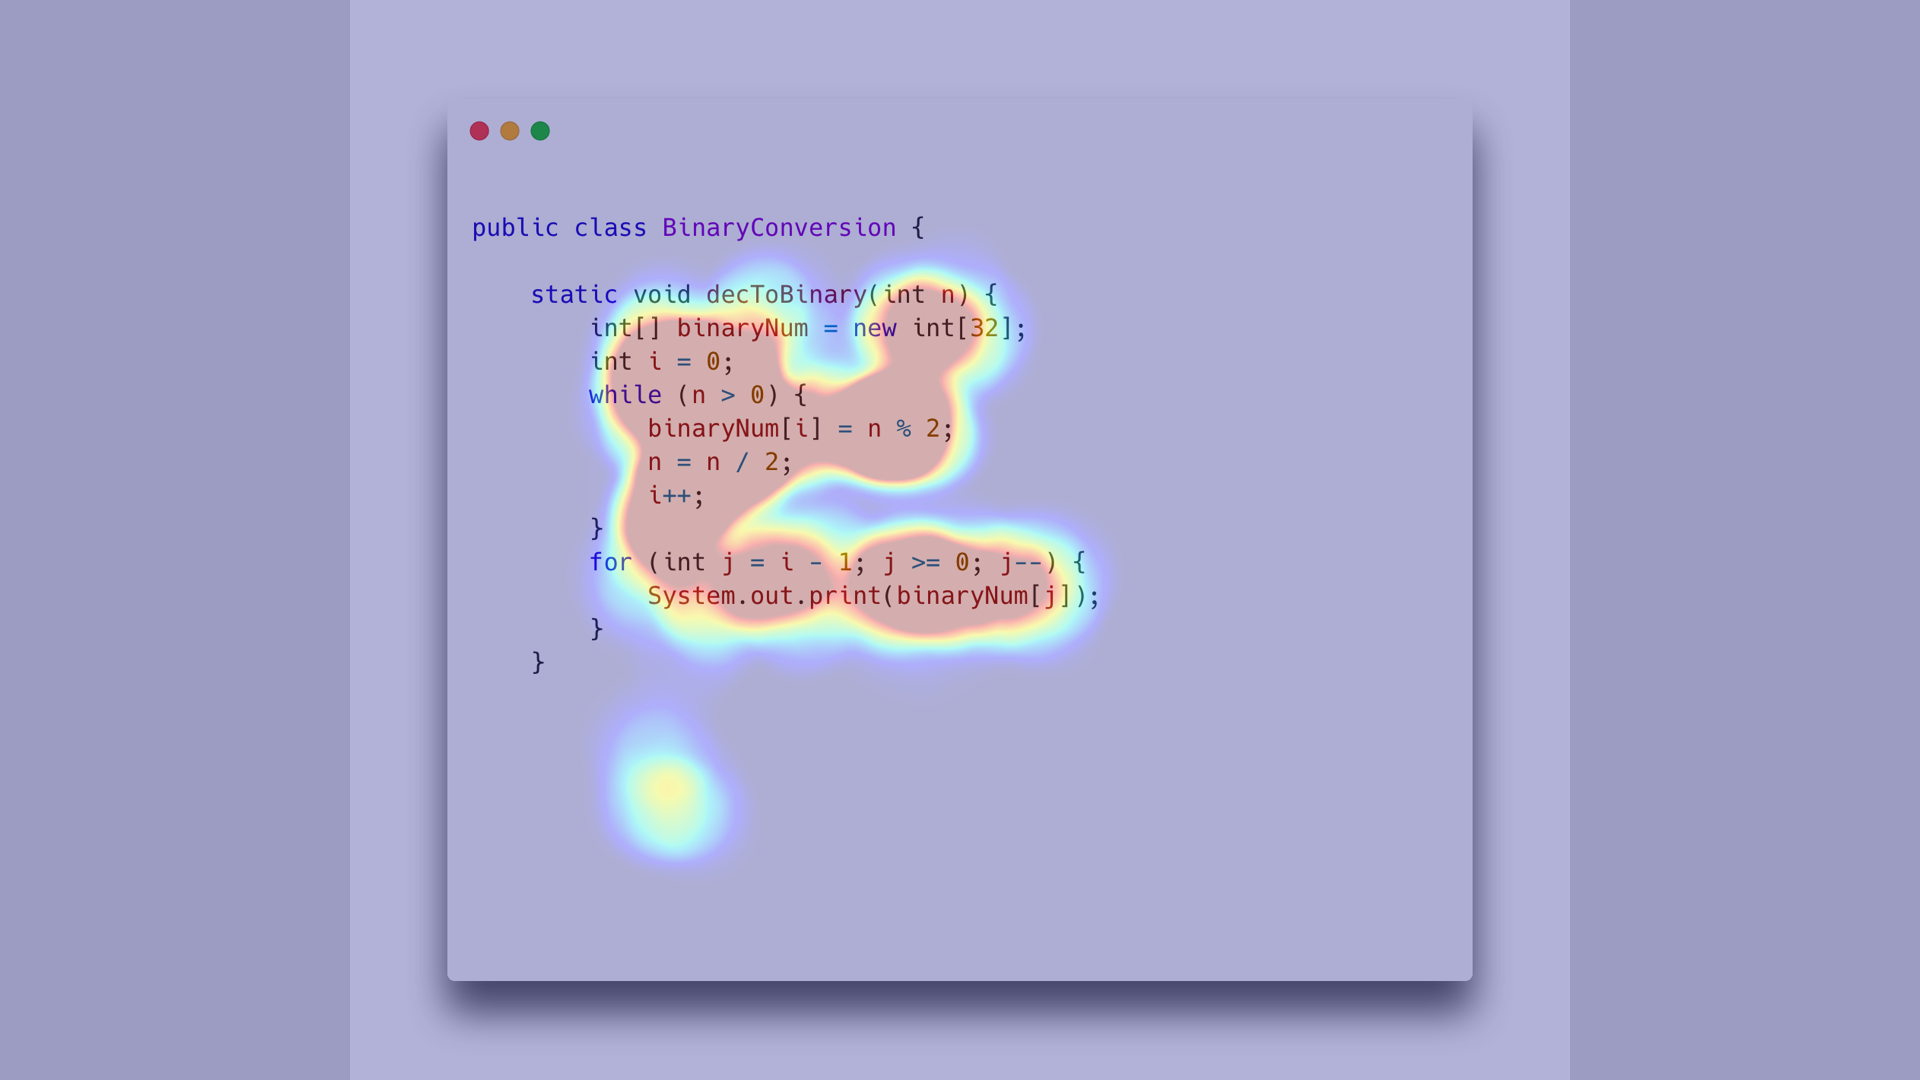 public class BinaryConversion {
static void decToBinary(int n) {
int[] binaryNum = new int[32];
int i = 0;
while (n > 0) {
binaryNum[i] = n % 2;
n = n / 2;
i++;
}
for (int j = i - 1; j >= 0; j--) {
System.out.print(binaryNum[j]);
}
}